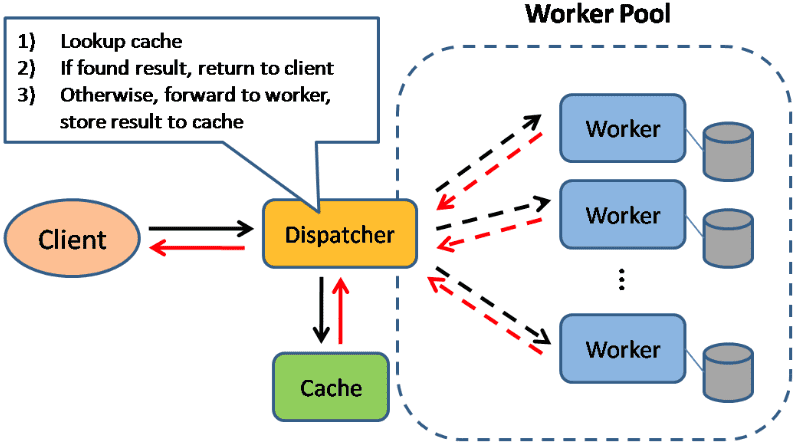 Worker Pool
1) Lookup cache
2) If found result, return to client
3) Otherwise, forward to worker,
store result to cache
Worker
Client
Dispatcher
Worker
...
Worker
Cache